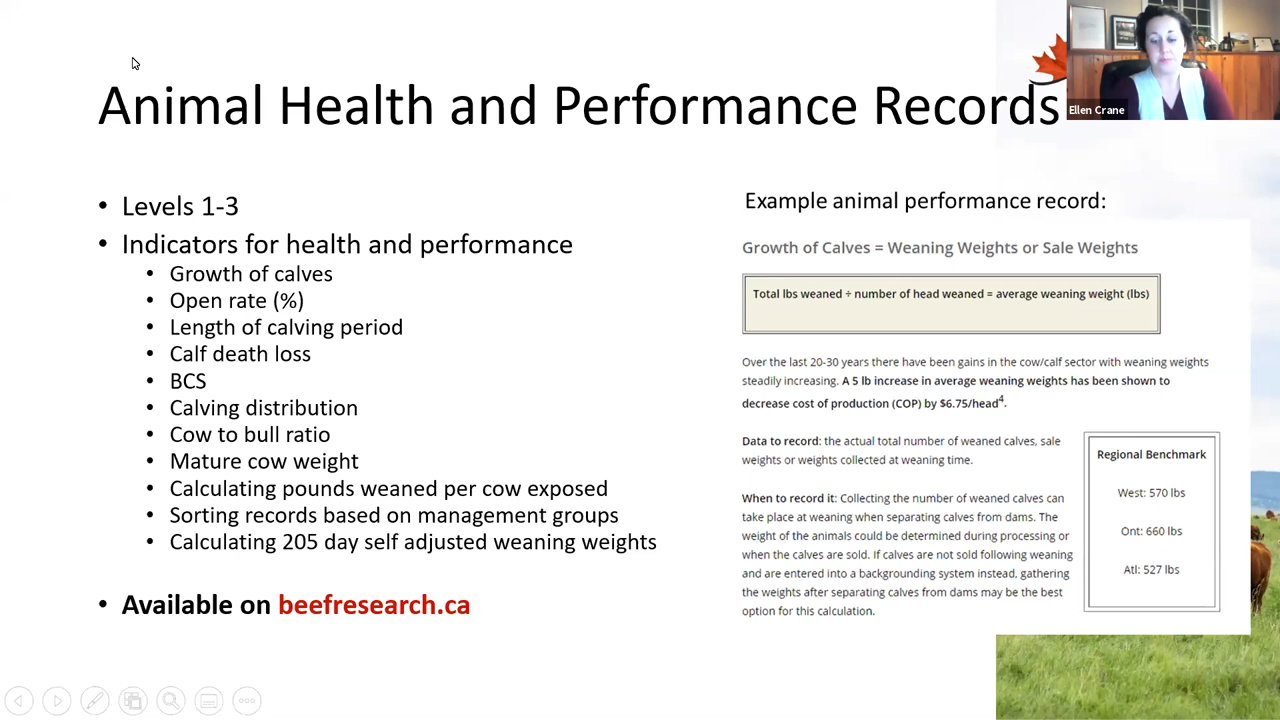 Animal Health and Performance Records
Ellen Crane
• Levels 1-3
• Indicators for health and performance
• Growth of calves
• Open rate (%)
• Length of calving period
• Calf death loss
• BCS
• Calving distribution
• Cow to bull ratio
• Mature cow weight
• Calculating pounds weaned per cow exposed
• Sorting records based on management groups
• Calculating 205 day self adjusted weaning weights
• Available on beefresearch.ca
Example animal performance record:
Growth of Calves = Weaning Weights or Sale Weights
Total lbs weaned ÷ number of head weaned = average weaning weight (lbs)
Over the last 20-30 years there have been gains in the cow/calf sector with weaning weights
steadily increasing. A 5 lb increase in average weaning weights has been shown to
decrease cost of production (COP) by $6.75/head⁴.
Data to record: the actual total number of weaned calves, sale
weights or weights collected at weaning time.
When to record it: Collecting the number of weaned calves can
take place at weaning when separating calves from dams. The
weight of the animals could be determined during processing or
when the calves are sold. If calves are not sold following weaning
and are entered into a backgrounding system instead, gathering
the weights after separating calves from dams may be the best
option for this calculation.
Regional Benchmark
West: 570 lbs
Ont: 660 lbs
Atl: 527 lbs